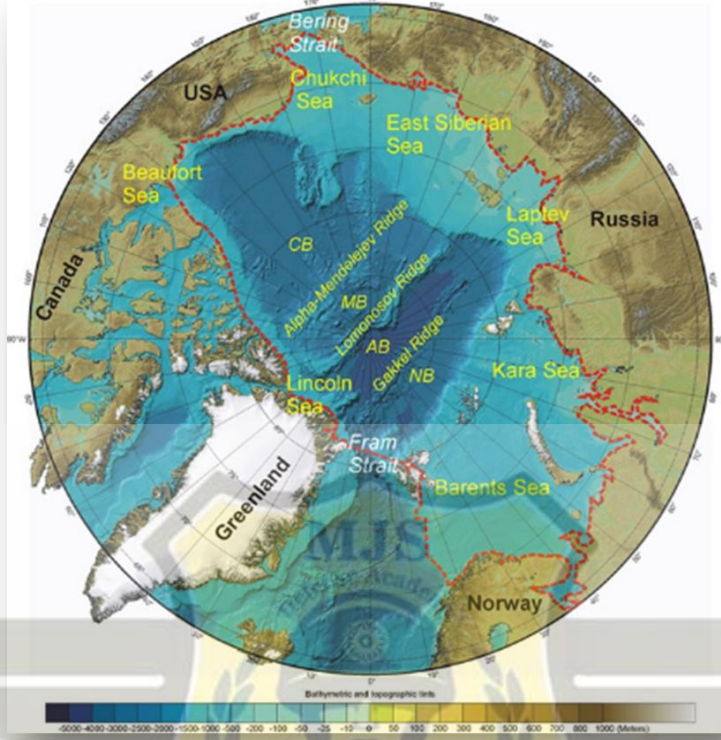 Bering
Strait
Chukchi
Sea
USA
East Siberian
Sea
Beaufort
Sea
Laptev
Sea
Russia
CB
Alpha-Mendelejev Ridge
Canada
MB
Lomonosov Ridge
AB
Gakkel Ridge
NB
Kara Sea
Lincoln
Sea
Fram
Strait
Barents Sea
Greenland
MJS
Norway
Bathymetric and topographic tints
-5000 -4000 -3000 -2500 -2000 -1500 -1000 -500 -200 -100 -50 -25 -10 0 50 100 200 300 400 500 600 700 800 1000 (Meters)